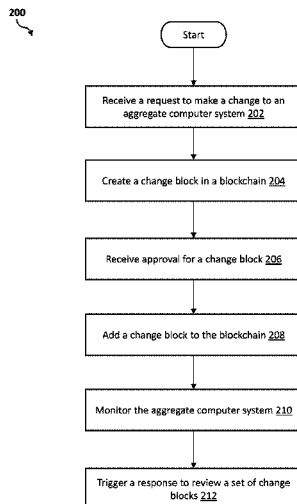 200
Start
Receive a request to make a change to an
aggregate computer system 202
Create a change block in a blockchain 204
Receive approval for a change block 206
Add a change block to the blockchain 208
Monitor the aggregate computer system 210
Trigger a response to review a set of change
blocks 212